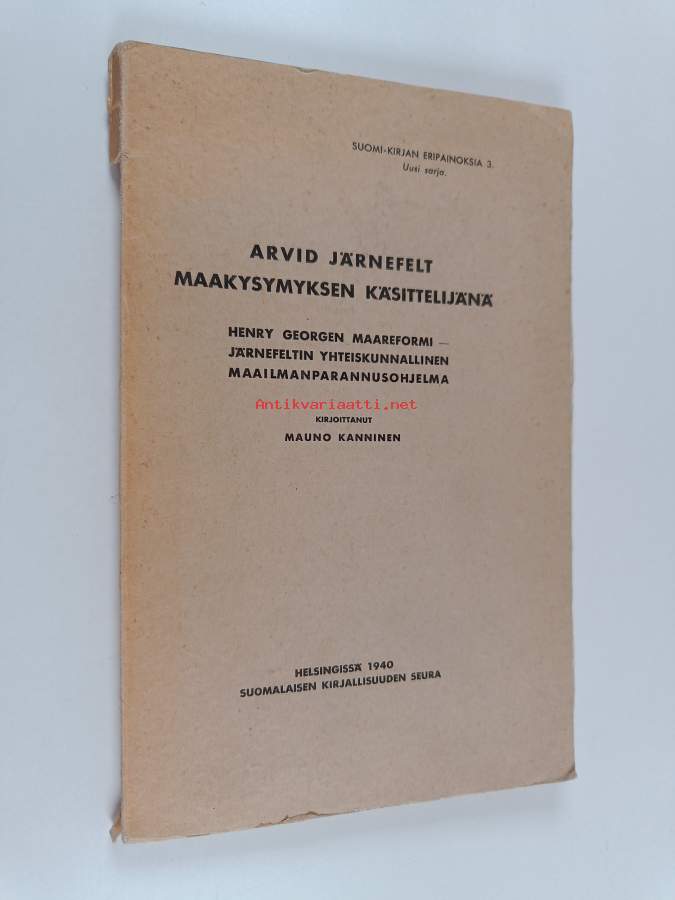 SUOMI-KIRJAN ERIPAINOKSIA 3.
Uusi sarja.
ARVID JÄRNEFELT
MAAKYSYMYKSEN KÄSITTELIJÄNÄ
HENRY GEORGEN MAAREFORMI —
JÄRNEFELTIN YHTEISKUNNALLINEN
MAAILMANPARANNUSOHJELMA
Antikvariaatti.net
KIRJOITTANUT
MAUNO KANNINEN
HELSINGISSÄ 1940
SUOMALAISEN KIRJALLISUUDEN SEURA